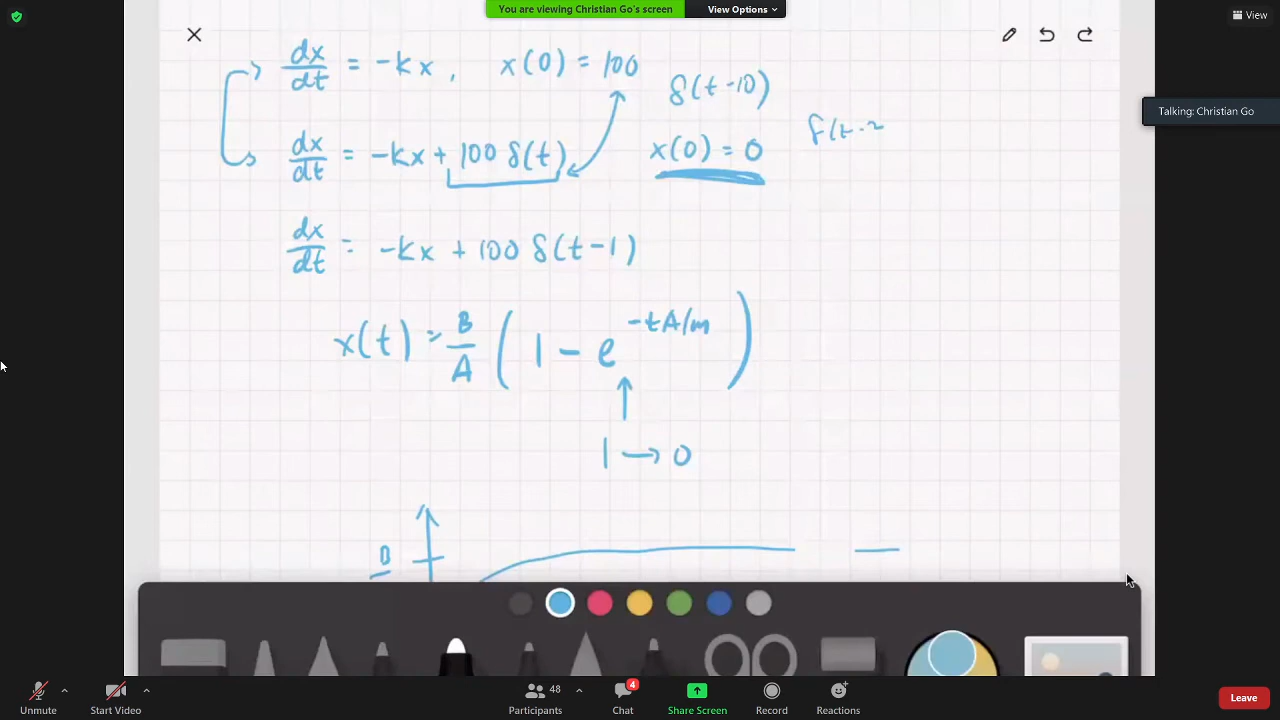 You are viewing Christian Go's screen View Options
View
dx/dt = -kx, x(0) = 100
δ(t-10)
Talking: Christian Go
dx/dt = -kx + 100 δ(t) x(0) = 0 δ(t-2
dx/dt = -kx + 100 δ(t-1)
x(t) = B/A (1 - e^{-tA/m})
1 → 0
B
Unmute Start Video Participants 48 Chat 4 Share Screen Record Reactions Leave